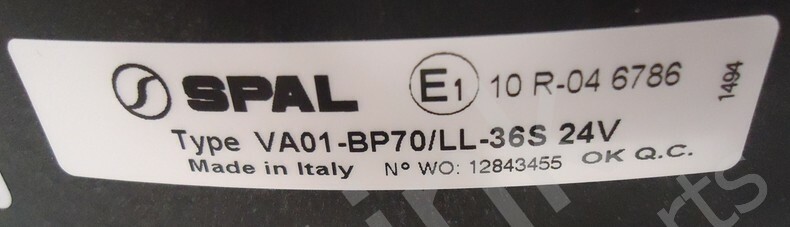 SPAL E1 10 R-04 6786
1494
Type VA01-BP70/LL-36S 24V
Made in Italy N° WO: 12843455 OK Q.C.